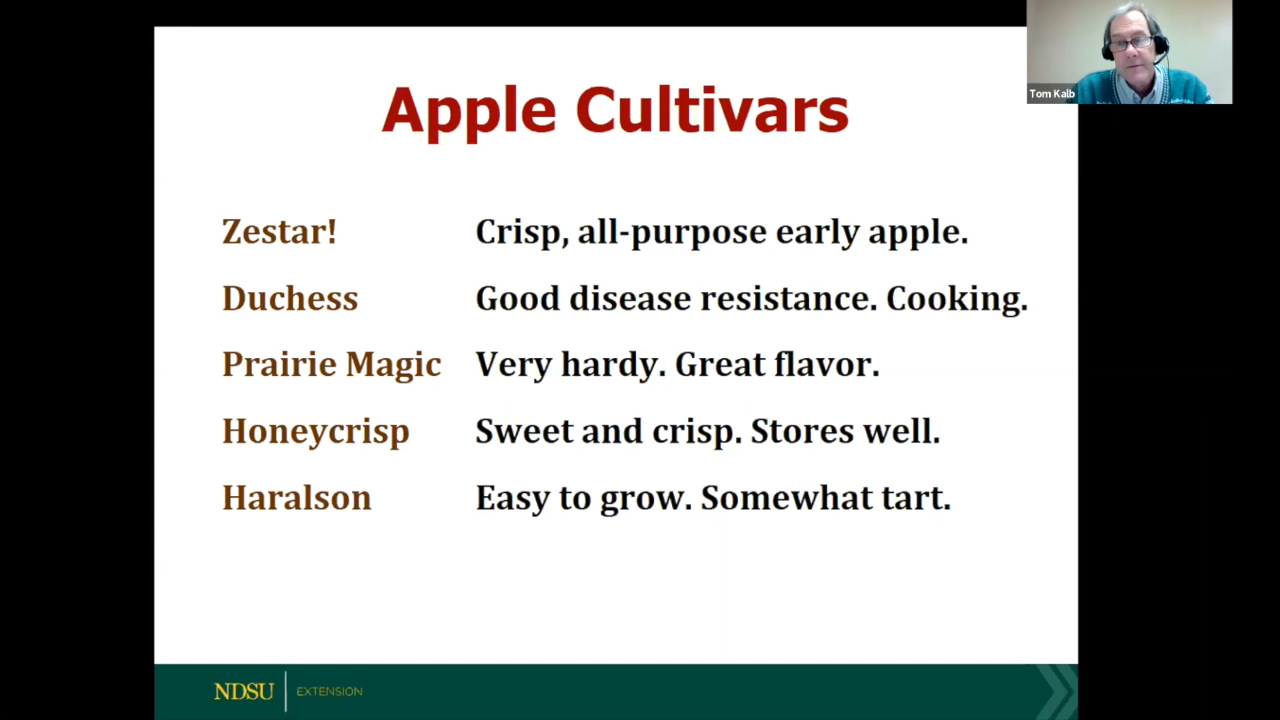 Apple Cultivars
Tom Kalb
Zestar! Crisp, all-purpose early apple.
Duchess Good disease resistance. Cooking.
Prairie Magic Very hardy. Great flavor.
Honeycrisp Sweet and crisp. Stores well.
Haralson Easy to grow. Somewhat tart.
NDSU EXTENSION